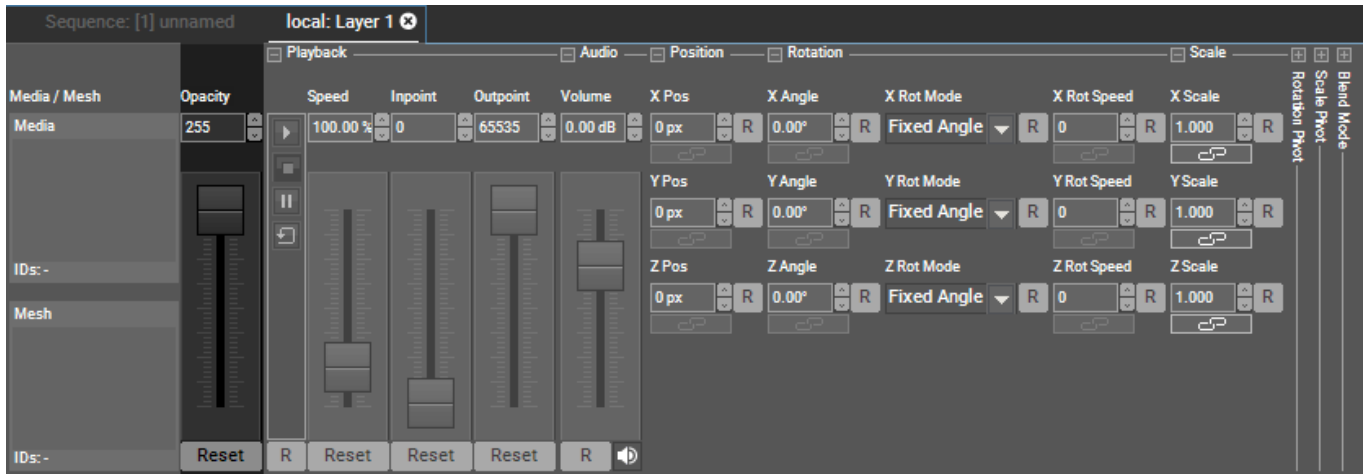 Sequence: [1] unnamed local: Layer 1
Playback Audio Position Rotation Scale
Media / Mesh Opacity Speed Inpoint Outpoint Volume X Pos X Angle X Rot Mode X Rot Speed X Scale
Media 255 100.00 % 0 65535 0.00 dB 0 px R 0.00° R Fixed Angle R 0 R 1.000 R
Y Pos Y Angle Y Rot Mode Y Rot Speed Y Scale
0 px R 0.00° R Fixed Angle R 0 R 1.000 R
IDs: - Z Pos Z Angle Z Rot Mode Z Rot Speed Z Scale
Mesh 0 px R 0.00° R Fixed Angle R 0 R 1.000 R
IDs: - Reset R Reset Reset Reset R
Rotation Pivot
Scale Pivot
Blend Mode